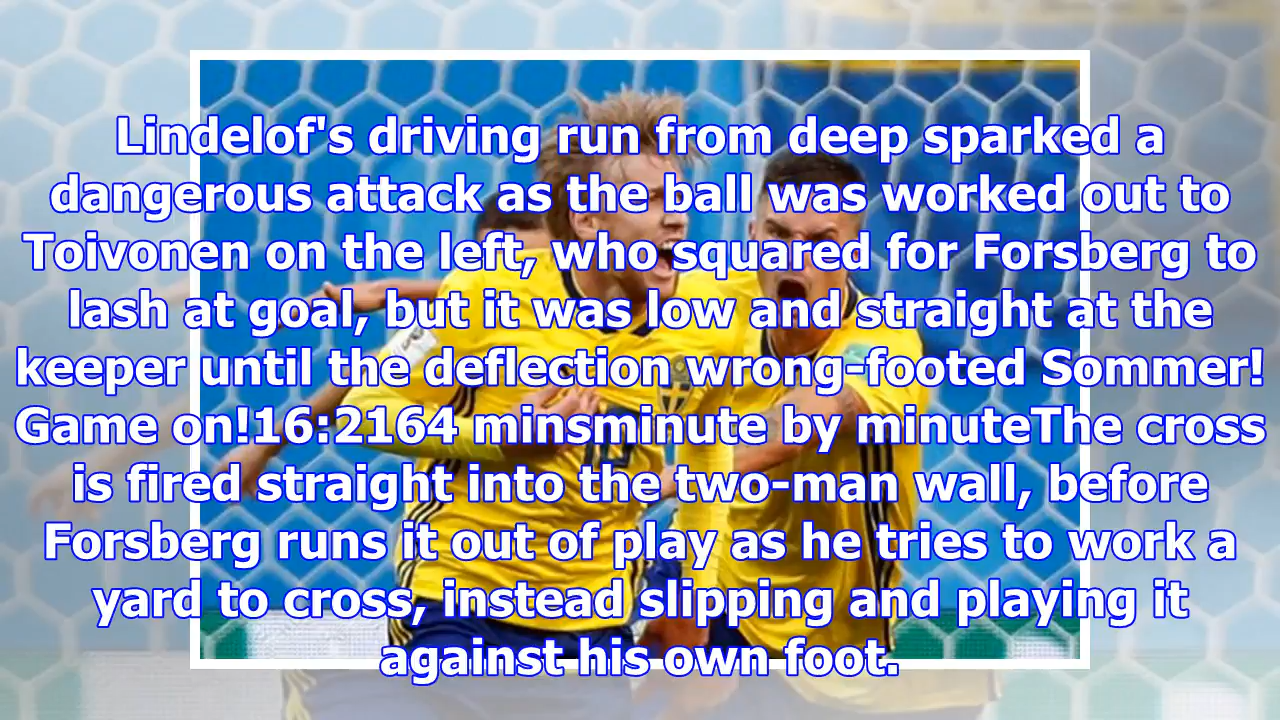 Lindelof's driving run from deep sparked a
dangerous attack as the ball was worked out to
Toivonen on the left, who squared for Forsberg to
lash at goal, but it was low and straight at the
keeper until the deflection wrong-footed Sommer!
Game on!16:2164 minsminute by minuteThe cross
is fired straight into the two-man wall, before
Forsberg runs it out of play as he tries to work a
yard to cross, instead slipping and playing it
against his own foot.